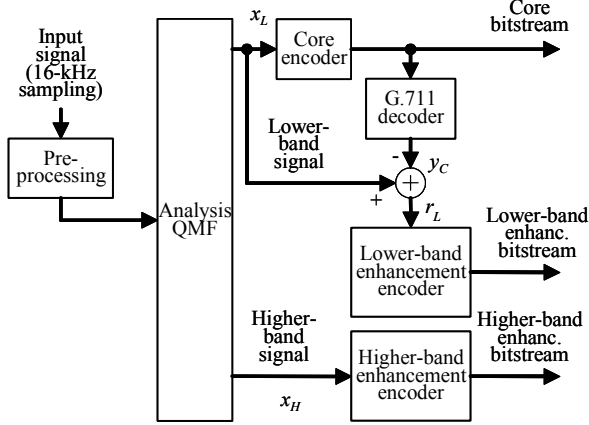 Input
signal
(16-kHz
sampling)
Pre-
processing
Analysis
QMF
x_L
Core
encoder
Core
bitstream
G.711
decoder
Lower-
band
signal
-
y_C
+
+
r_L
Lower-band
enhancement
encoder
Lower-band
enhanc.
bitstream
Higher-
band
signal
x_H
Higher-band
enhancement
encoder
Higher-band
enhanc.
bitstream